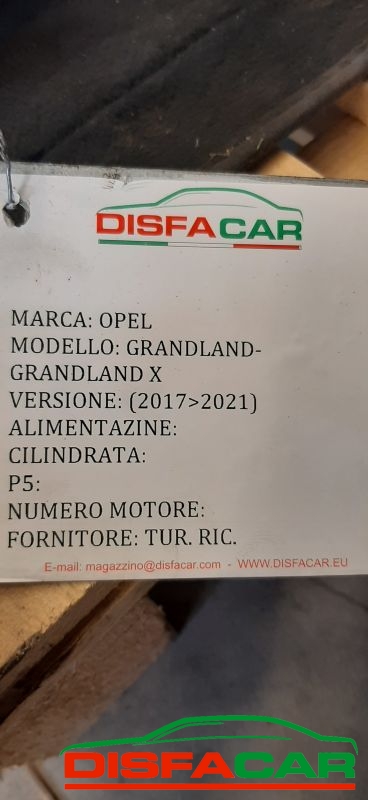 DISFACAR
MARCA: OPEL
MODELLO: GRANDLAND-
GRANDLAND X
VERSIONE: (2017>2021)
ALIMENTAZINE:
CILINDRATA:
P5:
NUMERO MOTORE:
FORNITORE: TUR. RIC.
E-mail: magazzino@disfacar.com - WWW.DISFACAR.EU
DISFACAR